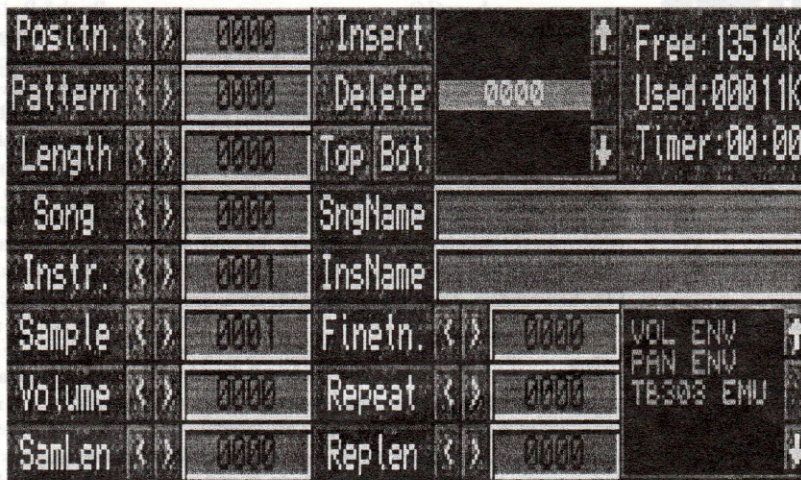 Positn. < > 0000 Insert Free:13514K
Pattern < > 0000 Delete 0000 Used:00011K
Length < > 0000 Top Bot Timer:00:00
Song < > 0000 SngName
Instr. < > 0001 InsName
Sample < > 0001 Finetn. < > 0000 VOL ENV
PAN ENV
Volume < > 0000 Repeat < > 0000 TB303 EMU
SamLen < > 0000 Replen < > 0000